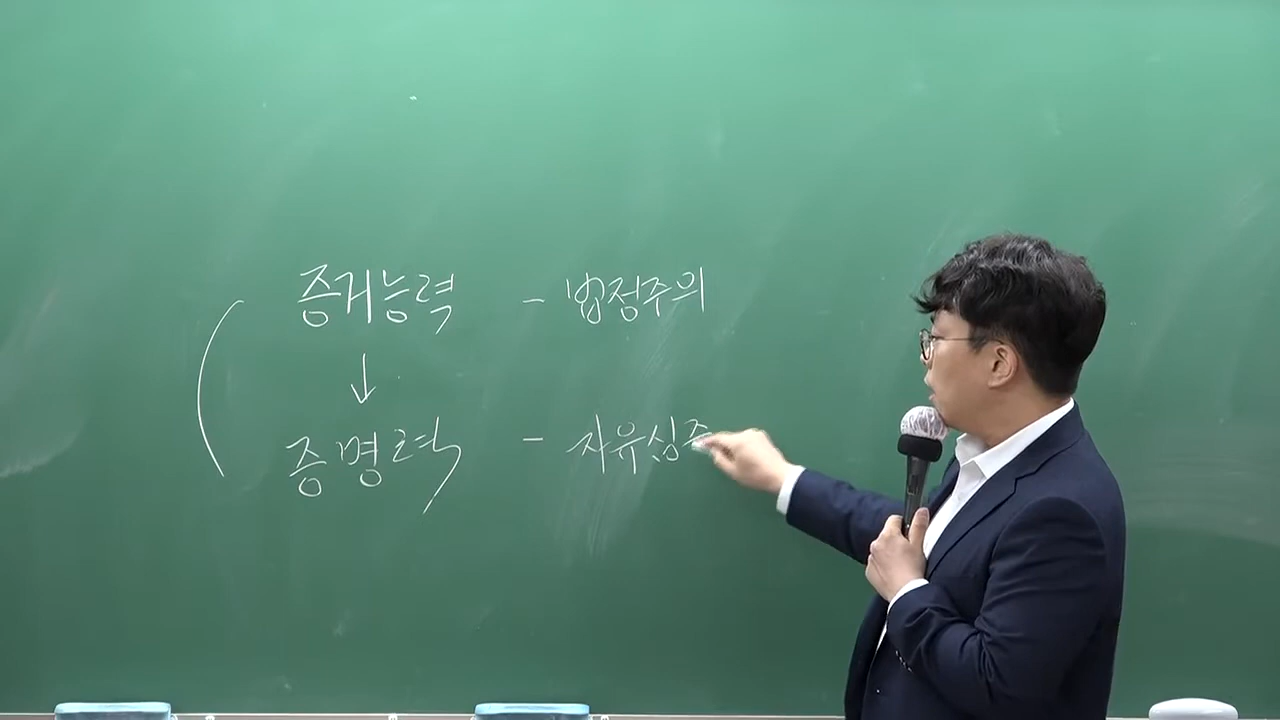 증거능력 - 법정주의
↓
증명력 - 자유심증